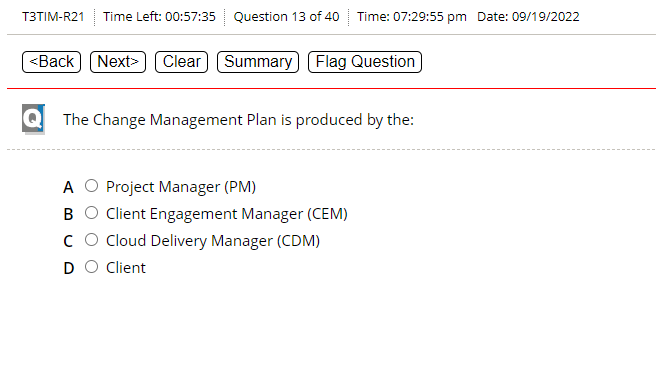 T3TIM-R21 Time Left: 00:57:35 Question 13 of 40 Time: 07:29:55 pm Date: 09/19/2022
<Back Next> Clear Summary Flag Question
Q The Change Management Plan is produced by the:
A Project Manager (PM)
B Client Engagement Manager (CEM)
C Cloud Delivery Manager (CDM)
D Client